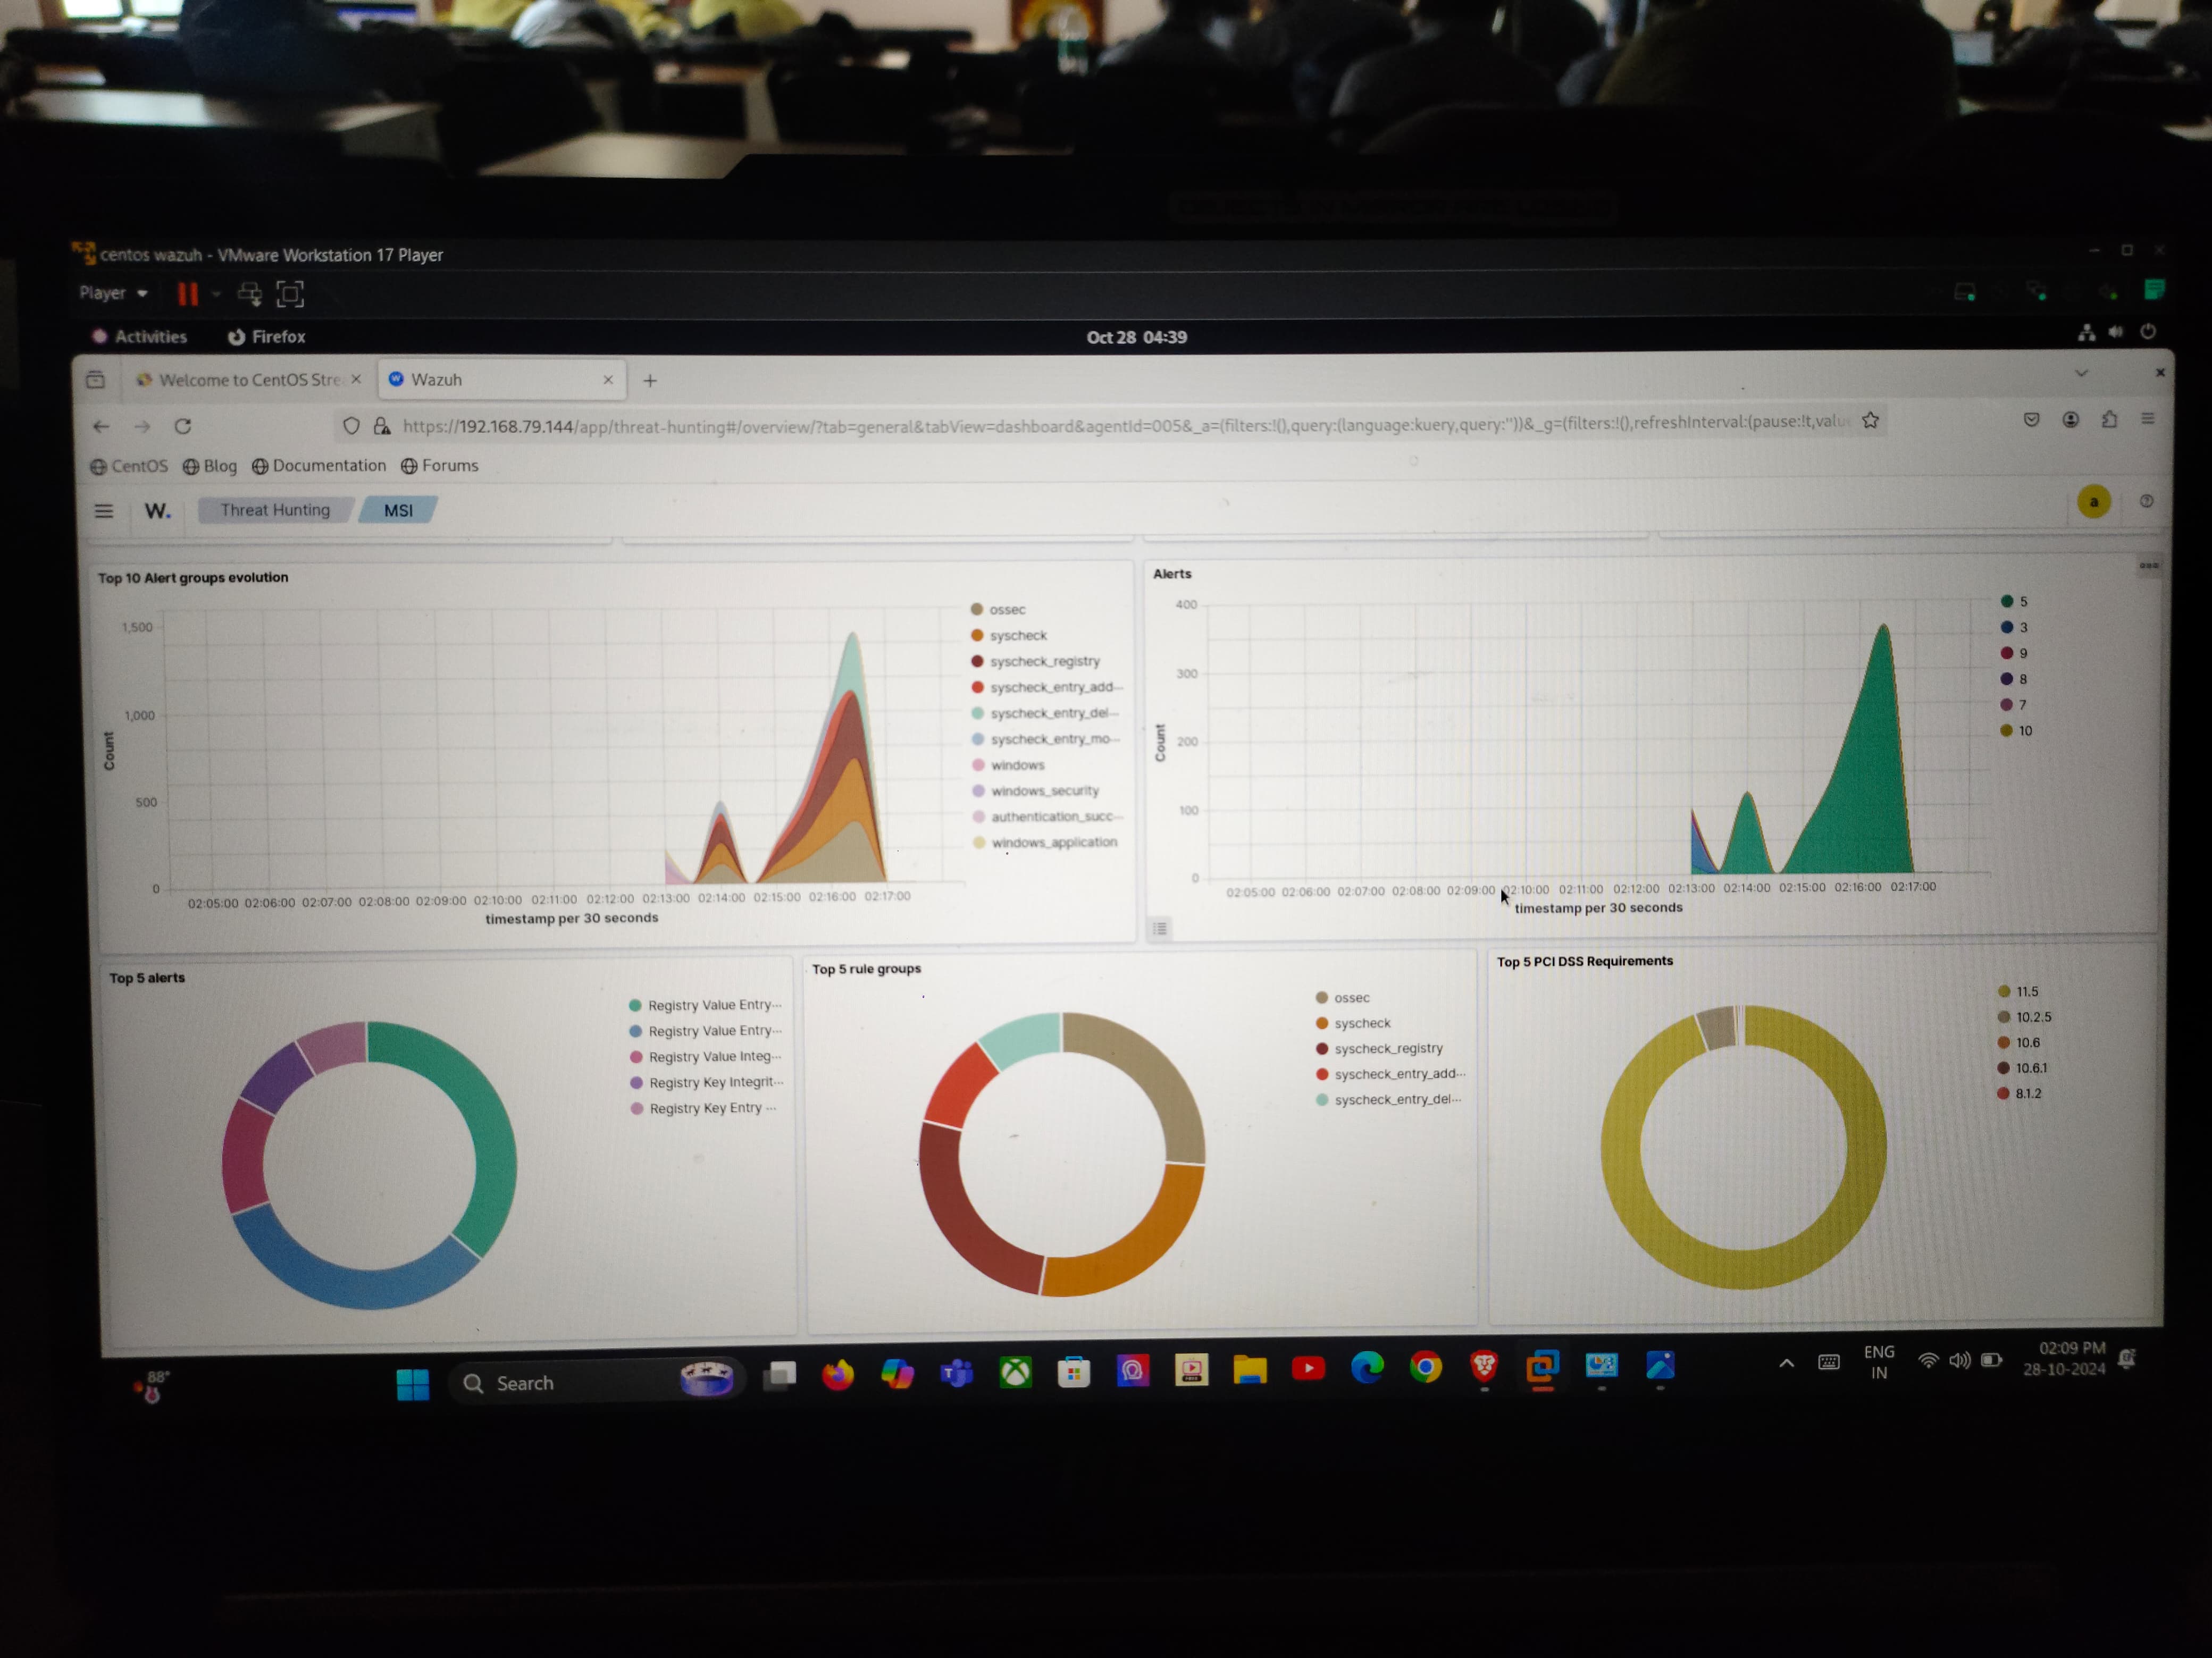 centos wazuh - VMware Workstation 17 Player
Player
Activities Firefox Oct 28 04:39
Welcome to CentOS Stre Wazuh
https://192.168.79.144/app/threat-hunting#/overview/?tab=general&tabView=dashboard&agentId=005&_a=(filters:!(),query:(language:kuery,query:''))&_g=(filters:!(),refreshInterval:(pause:!t,valu
CentOS Blog Documentation Forums
W. Threat Hunting MSI a
Top 10 Alert groups evolution
1,500
1,000
500
0
Count
02:05:00 02:06:00 02:07:00 02:08:00 02:09:00 02:10:00 02:11:00 02:12:00 02:13:00 02:14:00 02:15:00 02:16:00 02:17:00
timestamp per 30 seconds
ossec
syscheck
syscheck_registry
syscheck_entry_add...
syscheck_entry_del...
syscheck_entry_mo...
windows
windows_security
authentication_succ...
windows_application
Alerts
400
300
200
100
0
Count
02:05:00 02:06:00 02:07:00 02:08:00 02:09:00 02:10:00 02:11:00 02:12:00 02:13:00 02:14:00 02:15:00 02:16:00 02:17:00
timestamp per 30 seconds
5
3
9
8
7
10
Top 5 alerts
Registry Value Entry...
Registry Value Entry...
Registry Value Integ...
Registry Key Integrit...
Registry Key Entry ...
Top 5 rule groups
ossec
syscheck
syscheck_registry
syscheck_entry_add...
syscheck_entry_del...
Top 5 PCI DSS Requirements
11.5
10.2.5
10.6
10.6.1
8.1.2
88°
Search
ENG
IN
02:09 PM
28-10-2024